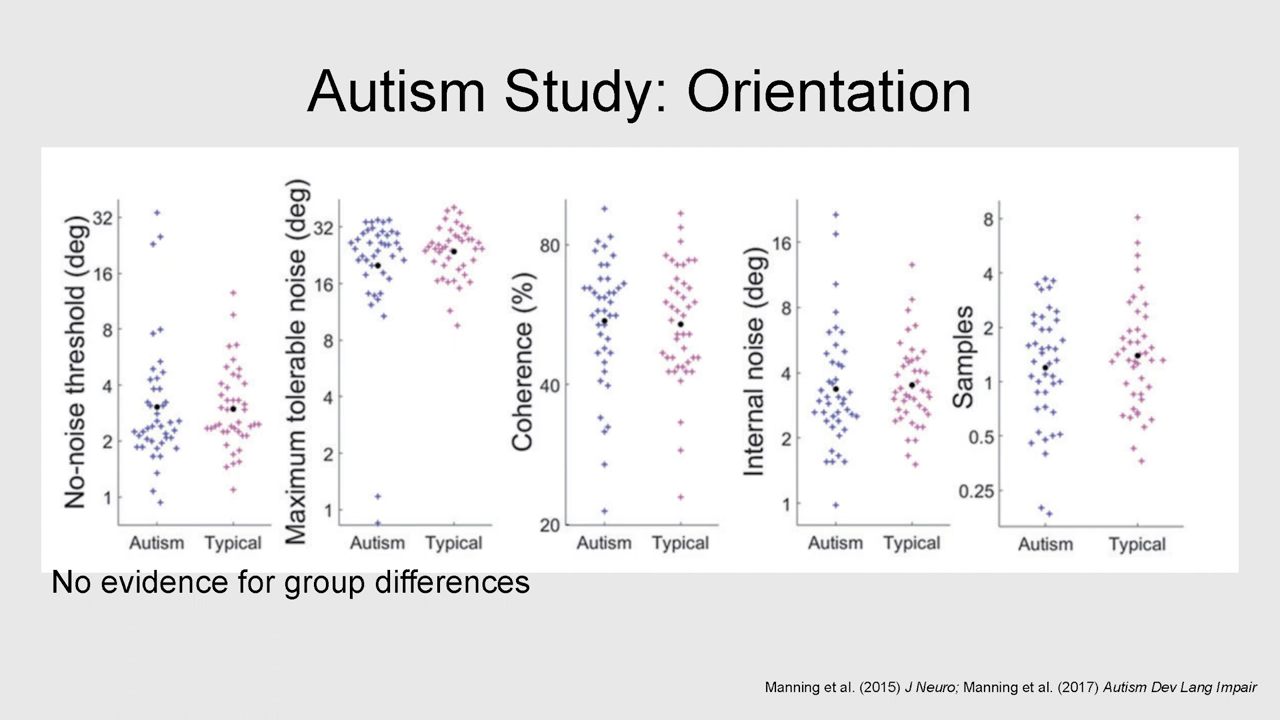 Autism Study: Orientation
No-noise threshold (deg)
32
16
8
4
2
1
Autism Typical
Maximum tolerable noise (deg)
32
16
8
4
2
1
Autism Typical
Coherence (%)
80
40
20
Autism Typical
Internal noise (deg)
16
8
4
2
1
Autism Typical
Samples
8
4
2
1
0.5
0.25
Autism Typical
No evidence for group differences
Manning et al. (2015) J Neuro; Manning et al. (2017) Autism Dev Lang Impair